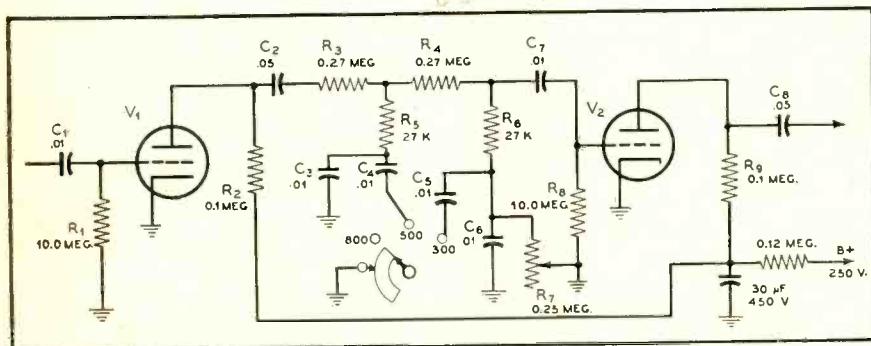 C1
.01
R1
10.0 MEG.
V1
C2
.05
R2
0.1 MEG.
R3
0.27 MEG.
R4
0.27 MEG.
R5
27 K
C3
.01
C4
.01
800
500
300
R6
27 K
C5
.01
C6
.01
C7
.01
R7
0.25 MEG.
R8
10.0 MEG.
V2
C8
.05
R9
0.1 MEG.
0.12 MEG.
B+
250 V.
30 µF
450 V